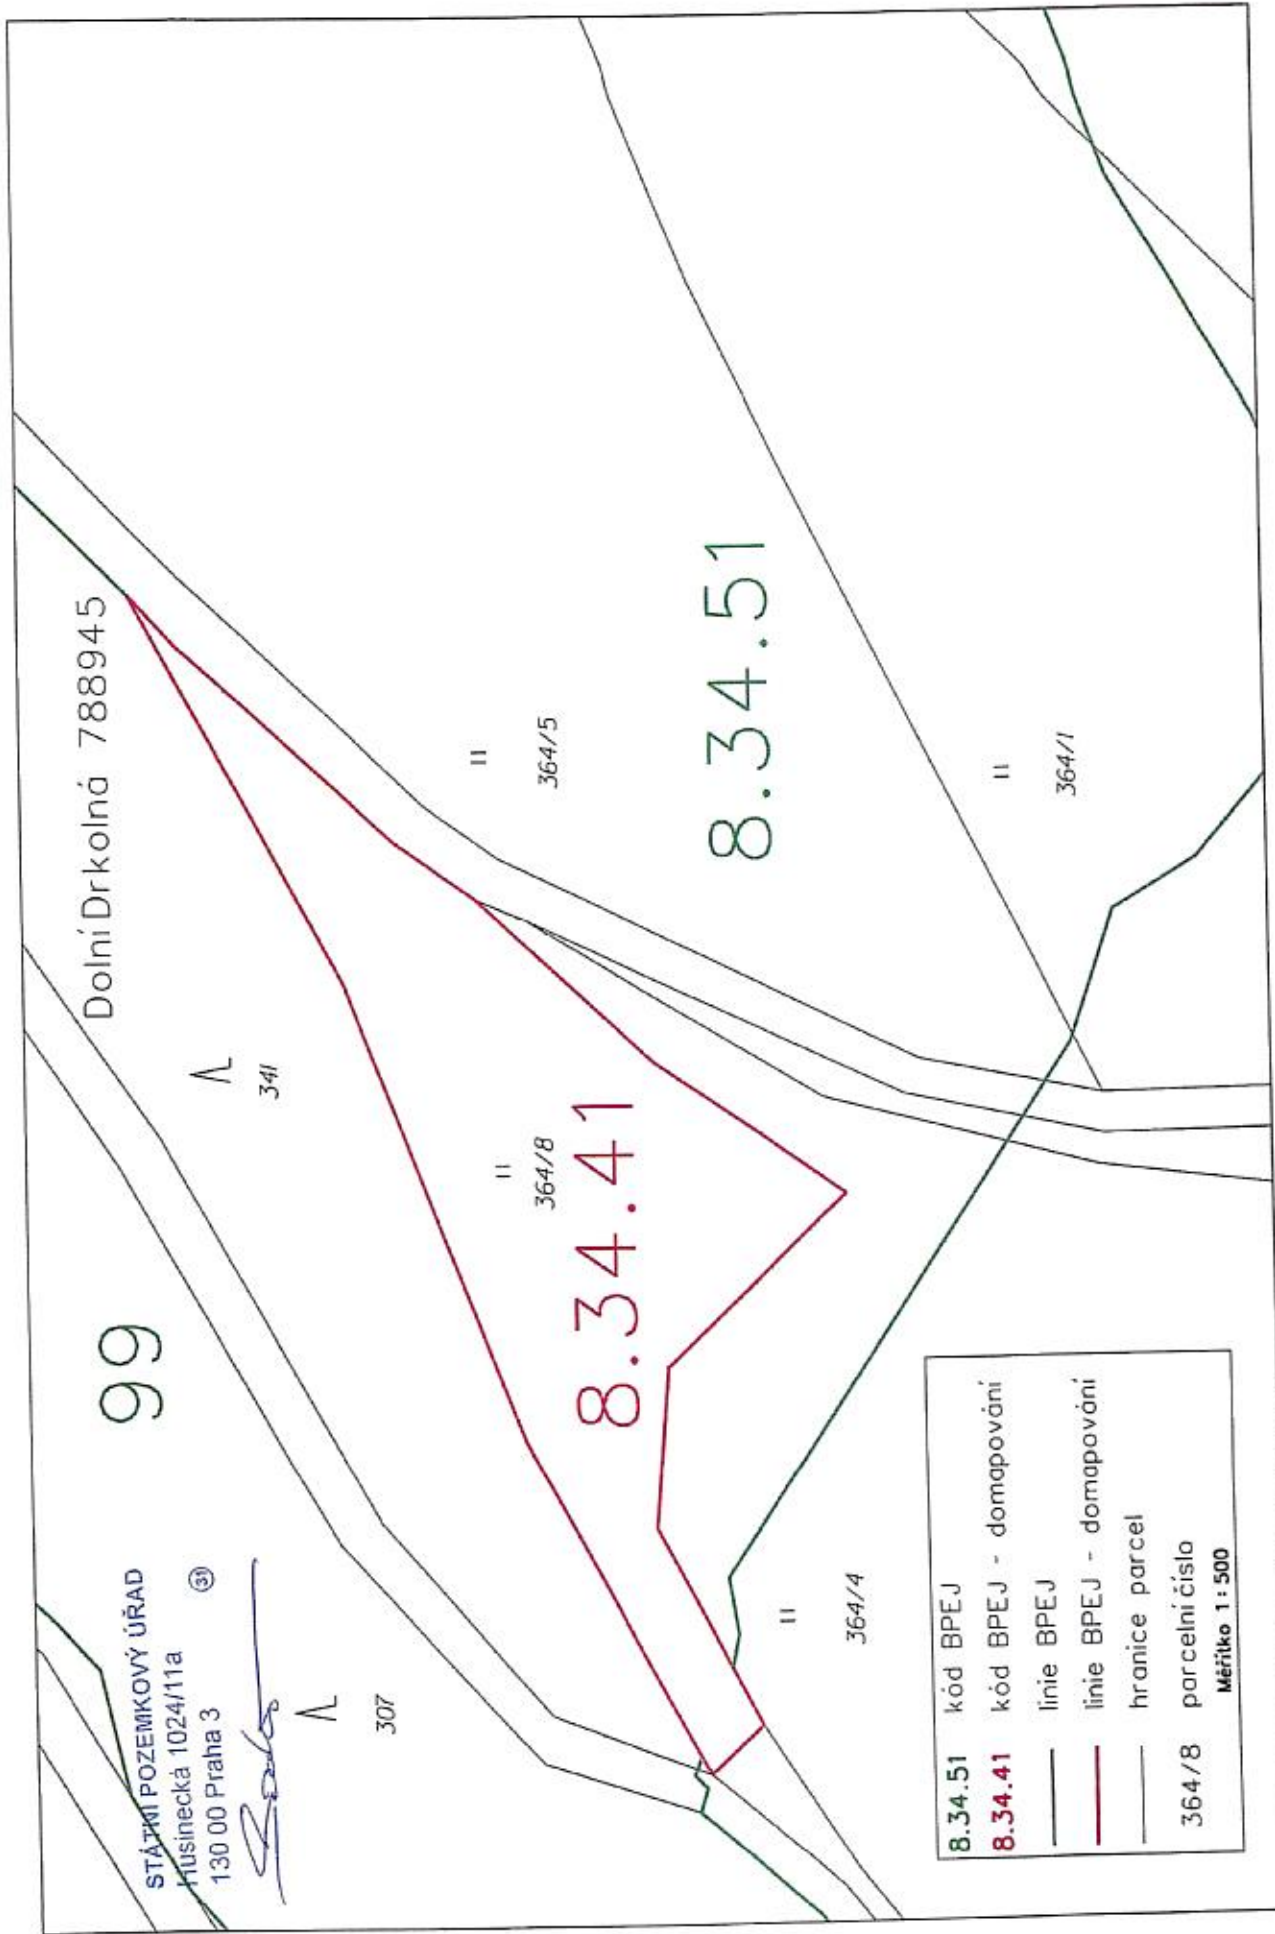 STÁTNÍ POZEMKOVÝ ÚŘAD
Husinecká 1024/11a
130 00 Praha 3
31
99
Dolní Drkolná 788945
341
307
364/8
8.34.41
364/5
8.34.51
364/1
364/4
8.34.51 kód BPEJ
8.34.41 kód BPEJ - domapování
linie BPEJ
linie BPEJ - domapování
hranice parcel
364/8 parcelní číslo
Měřítko 1:500